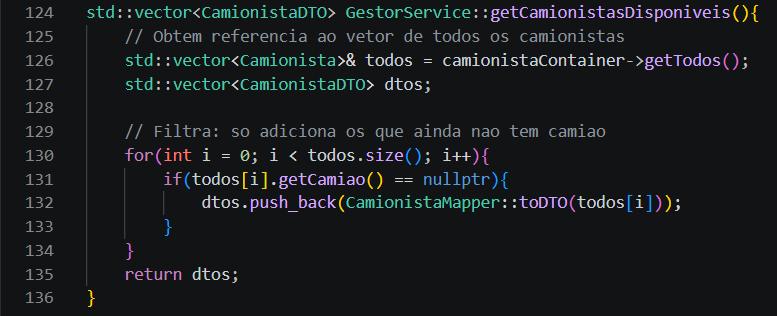 124 std::vector<CamionistaDTO> GestorService::getCamionistasDisponiveis(){
125     // Obtem referencia ao vetor de todos os camionistas
126     std::vector<Camionista>& todos = camionistaContainer->getTodos();
127     std::vector<CamionistaDTO> dtos;
128
129     // Filtra: so adiciona os que ainda nao tem camiao
130     for(int i = 0; i < todos.size(); i++){
131         if(todos[i].getCamiao() == nullptr){
132             dtos.push_back(CamionistaMapper::toDTO(todos[i]));
133         }
134     }
135     return dtos;
136 }